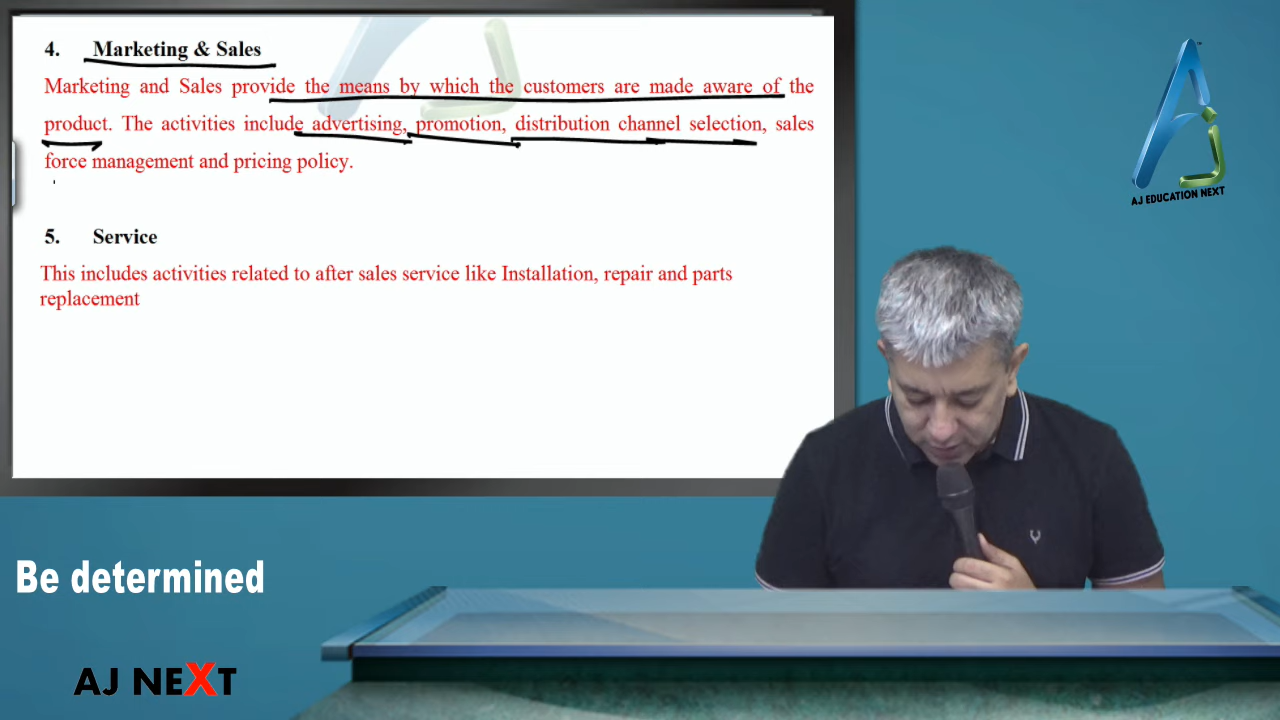 4. Marketing & Sales
Marketing and Sales provide the means by which the customers are made aware of the
product. The activities include advertising, promotion, distribution channel selection, sales
force management and pricing policy.
5. Service
This includes activities related to after sales service like Installation, repair and parts
replacement
AJ EDUCATION NEXT
Be determined
AJ NEXT